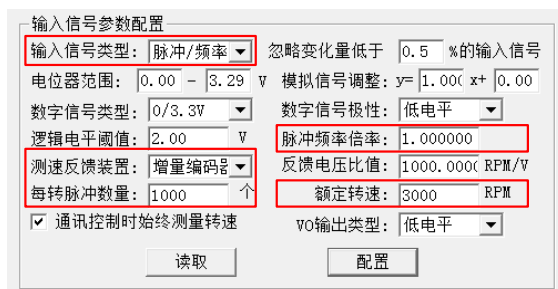 输入信号参数配置
输入信号类型: 脉冲/频率 忽略变化量低于 0.5 %的输入信号
电位器范围: 0.00 - 3.29 V 模拟信号调整: y= 1.00( x+ 0.00
数字信号类型: 0/3.3V 数字信号极性: 低电平
逻辑电平阈值: 2.00 V 脉冲频率倍率: 1.000000
测速反馈装置: 增量编码器 反馈电压比值: 1000.000( RPM/V
每转脉冲数量: 1000 个 额定转速: 3000 RPM
通讯控制时始终测量转速 VO输出类型: 低电平
读取 配置